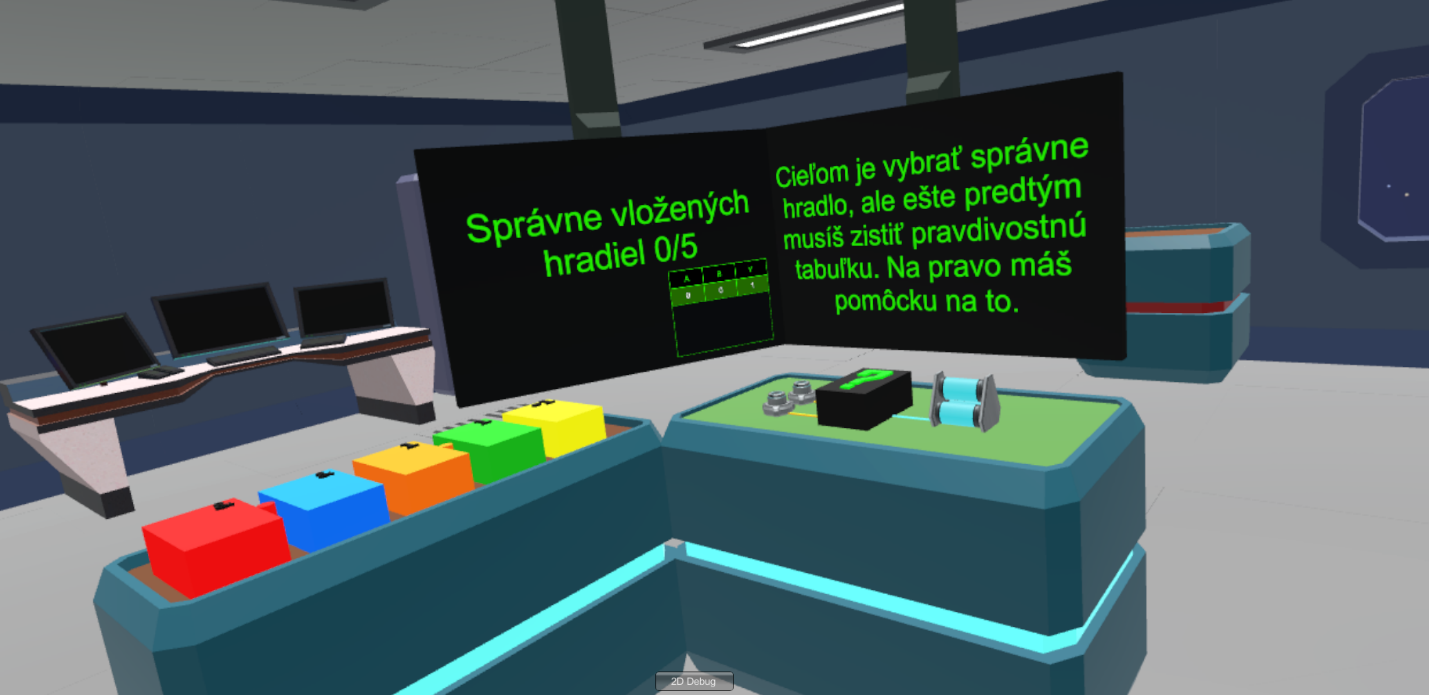 Správne vložených
hradiel 0/5
A B Y
0 0 1
Cieľom je vybrať správne
hradlo, ale ešte predtým
musíš zistiť pravdivostnú
tabuľku. Na pravo máš
pomôcku na to.
?
2D Debug